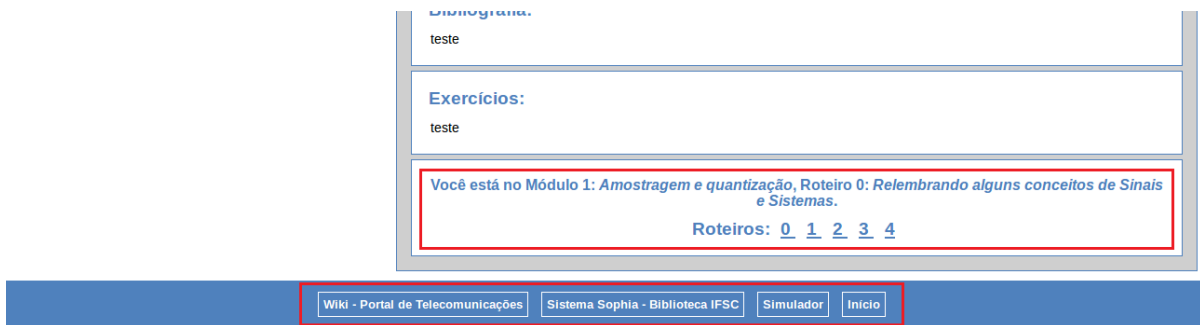 Bibliografia:
teste
Exercícios:
teste
Você está no Módulo 1: Amostragem e quantização, Roteiro 0: Relembrando alguns conceitos de Sinais
e Sistemas.
Roteiros: 0 1 2 3 4
Wiki - Portal de Telecomunicações Sistema Sophia - Biblioteca IFSC Simulador Início